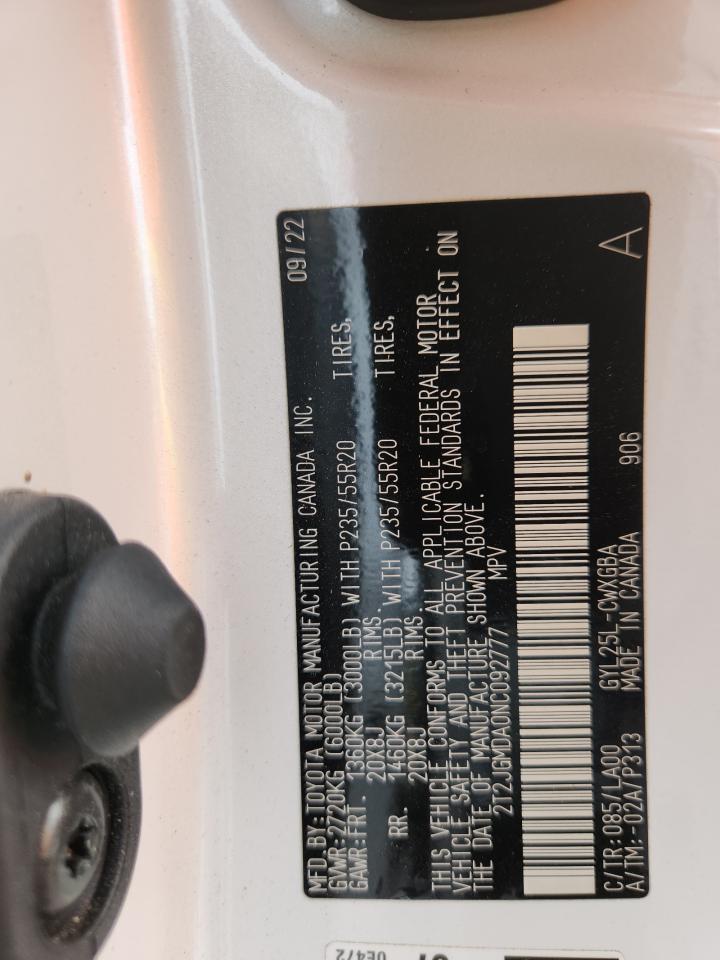 MFD. BY: TOYOTA MOTOR MANUFACTURING CANADA INC. 09/22
GVWR: 2720KG (6000LB)
GAWR: FRT. 1360KG (3000LB) WITH P235/55R20 TIRES,
20X8J RIMS.
RR. 1460KG (3215LB) WITH P235/55R20 TIRES,
20X8J RIMS.
THIS VEHICLE CONFORMS TO ALL APPLICABLE FEDERAL MOTOR
VEHICLE SAFETY AND THEFT PREVENTION STANDARDS IN EFFECT ON
THE DATE OF MANUFACTURE SHOWN ABOVE.
2T2JGMDA0NC092777 MPV
C/TR: 085/LA00 GYL25L-CWXGBA
A/TM: -02A/P313 MADE IN CANADA 906 A
0E472